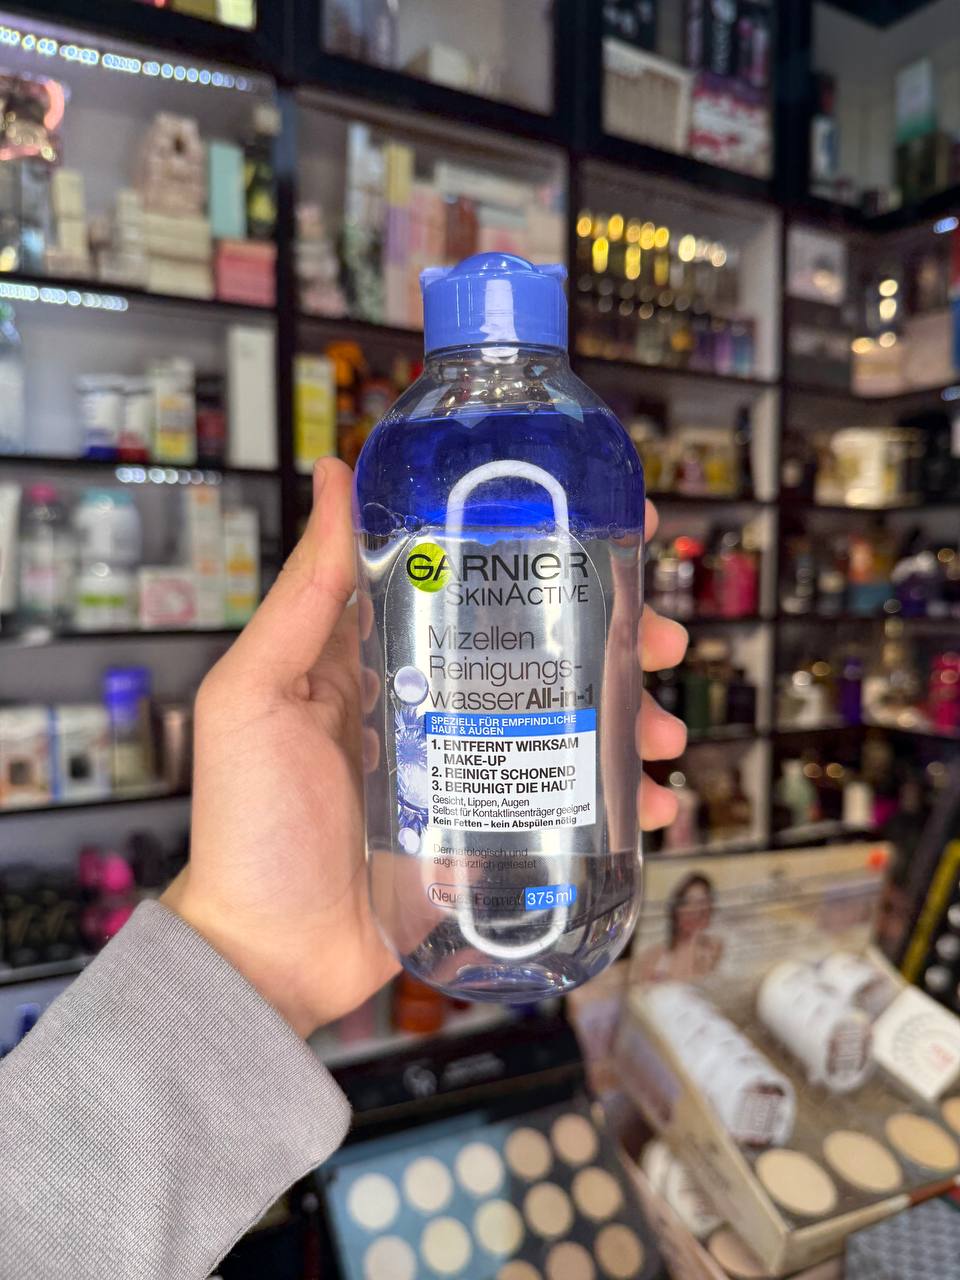 GARNIER
SKINACTIVE
Mizellen
Reinigungs-
wasser All-in-1
SPEZIELL FÜR EMPFINDLICHE
HAUT & AUGEN
1. ENTFERNT WIRKSAM
MAKE-UP
2. REINIGT SCHONEND
3. BERUHIGT DIE HAUT
Gesicht, Lippen, Augen
Selbst für Kontaktlinsenträger geeignet
Kein Fetten – kein Abspülen nötig
Dermatologisch und
augenärztlich getestet
Neues Format 375 ml